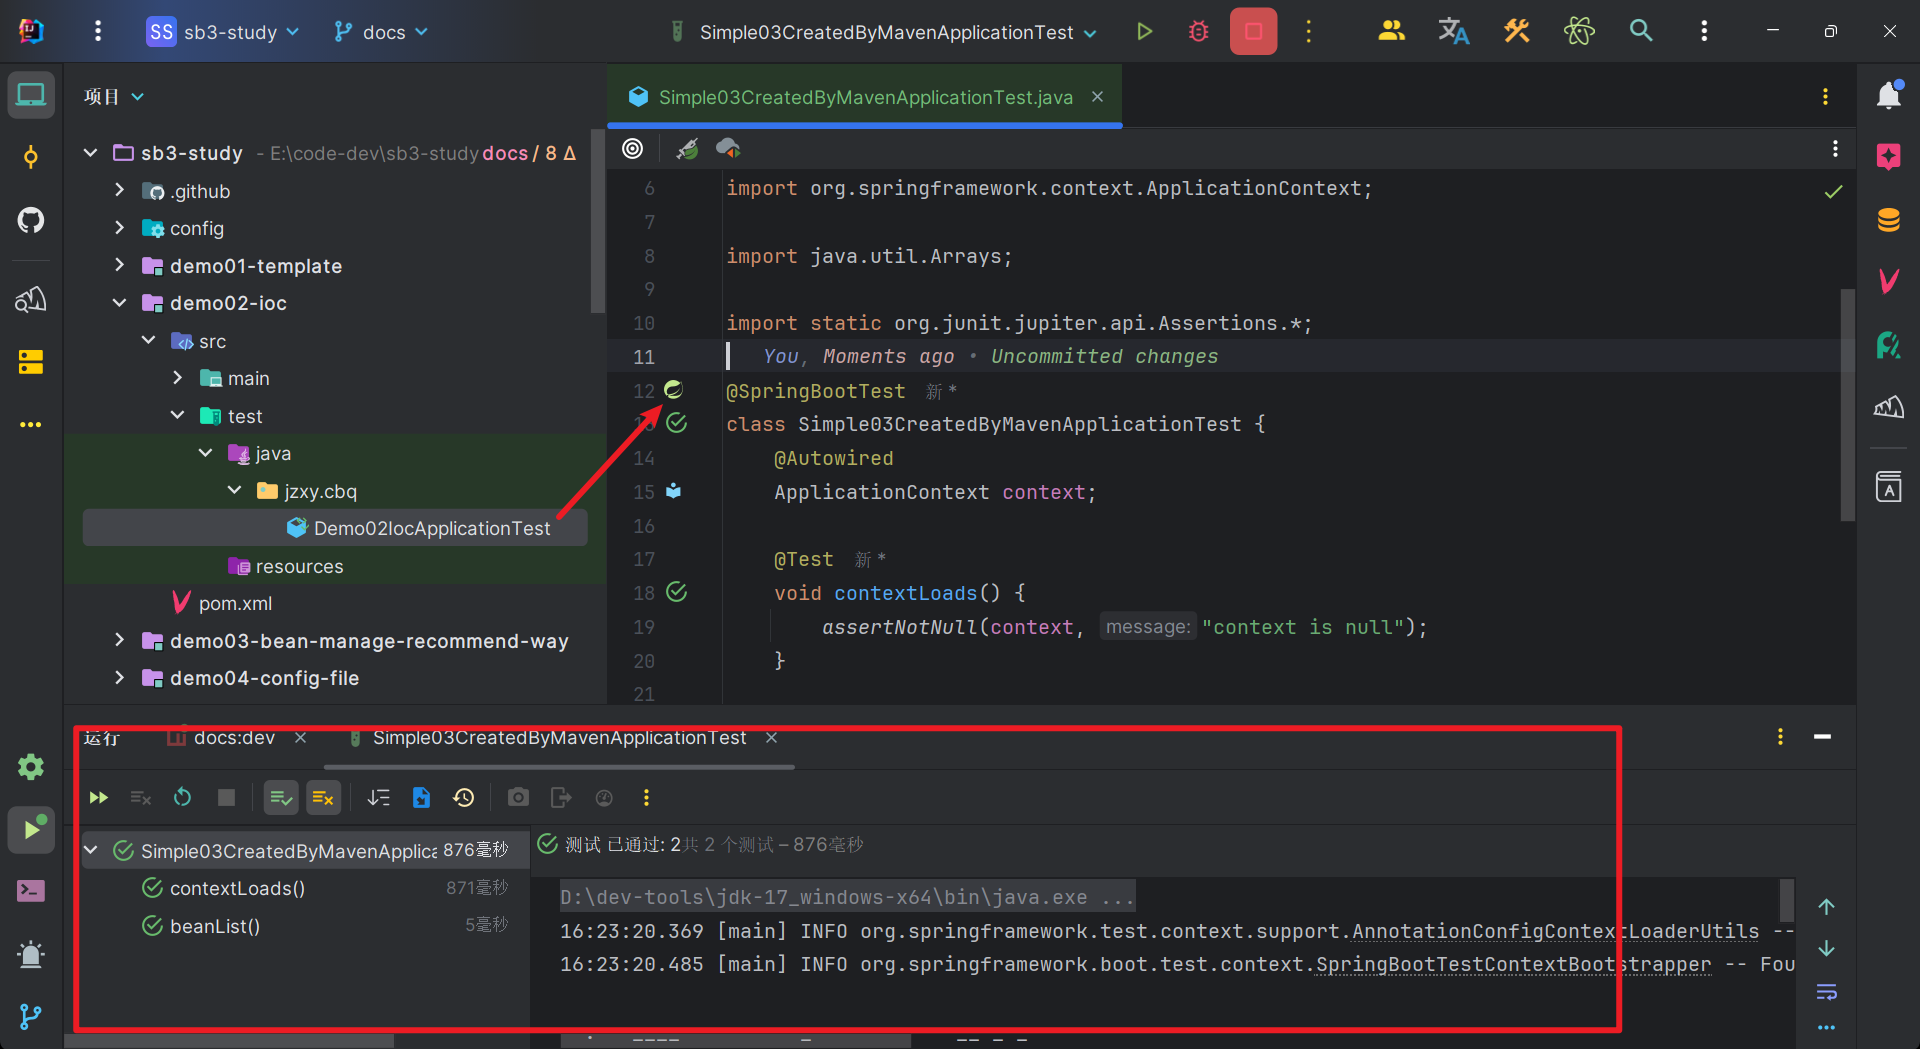 SS sb3-study docs Simple03CreatedByMavenApplicationTest
项目
sb3-study - E:\code-dev\sb3-study docs / 8 Δ
.github
config
demo01-template
demo02-ioc
src
main
test
java
jzxy.cbq
Demo02IocApplicationTest
resources
pom.xml
demo03-bean-manage-recommend-way
demo04-config-file
Simple03CreatedByMavenApplicationTest.java
6 import org.springframework.context.ApplicationContext;
7
8 import java.util.Arrays;
9
10 import static org.junit.jupiter.api.Assertions.*;
11 You, Moments ago • Uncommitted changes
12 @SpringBootTest 新 *
13 class Simple03CreatedByMavenApplicationTest {
14 @Autowired
15 ApplicationContext context;
16
17 @Test 新 *
18 void contextLoads() {
19 assertNotNull(context, message: "context is null");
20 }
21
运行 docs:dev Simple03CreatedByMavenApplicationTest
Simple03CreatedByMavenApplica 876毫秒
contextLoads() 871毫秒
beanList() 5毫秒
测试 已通过: 2共 2 个测试 – 876毫秒
D:\dev-tools\jdk-17_windows-x64\bin\java.exe ...
16:23:20.369 [main] INFO org.springframework.test.context.support.AnnotationConfigContextLoaderUtils --
16:23:20.485 [main] INFO org.springframework.boot.test.context.SpringBootTestContextBootstrapper -- Fou